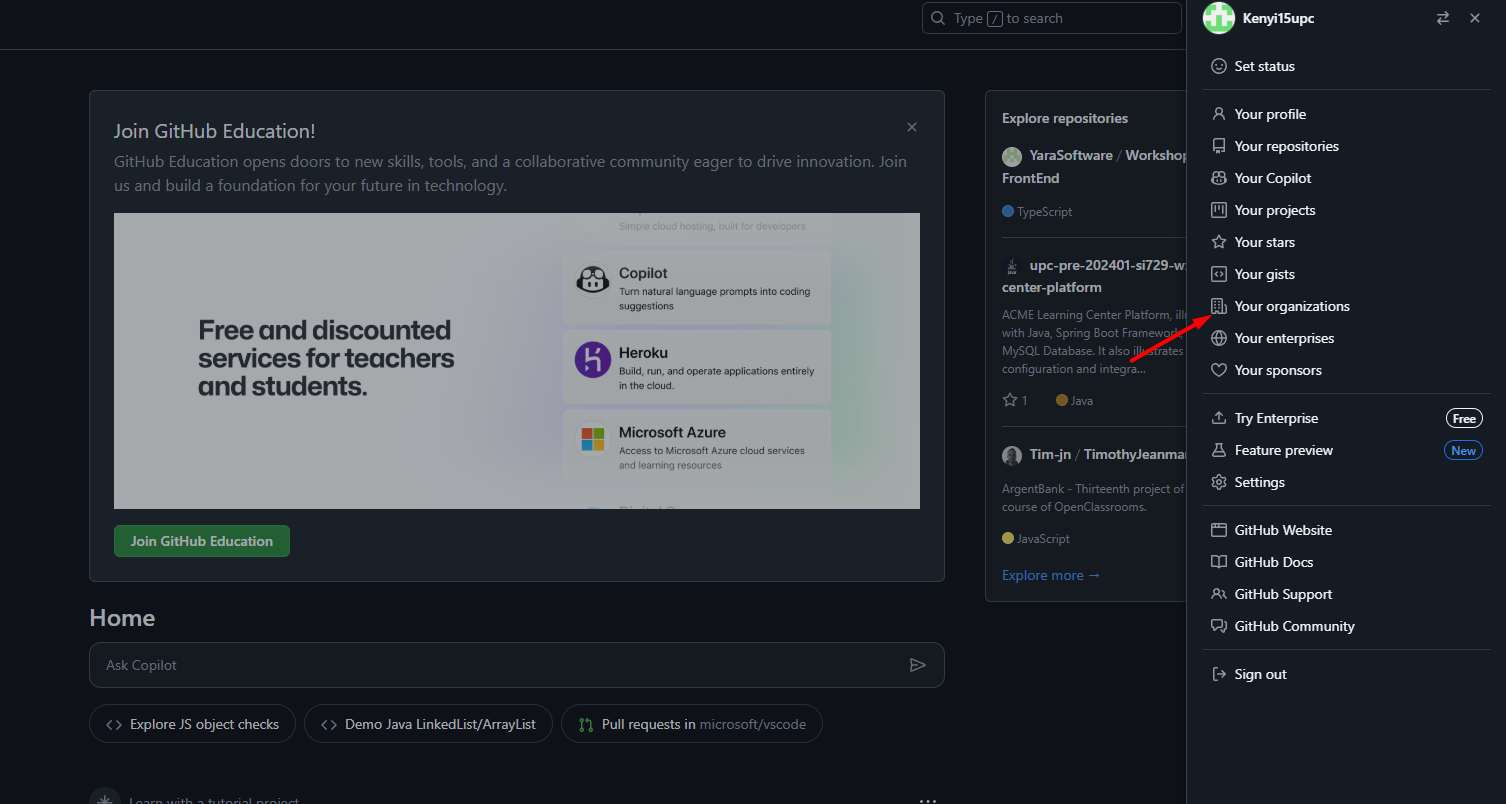 Type / to search
Kenyi15upc
Set status
Your profile
Your repositories
Your Copilot
Your projects
Your stars
Your gists
Your organizations
Your enterprises
Your sponsors
Try Enterprise Free
Feature preview New
Settings
GitHub Website
GitHub Docs
GitHub Support
GitHub Community
Sign out
Join GitHub Education!
GitHub Education opens doors to new skills, tools, and a collaborative community eager to drive innovation. Join
us and build a foundation for your future in technology.
Free and discounted
services for teachers
and students.
Simple cloud hosting, built for developers
Copilot
Turn natural language prompts into coding
suggestions
Heroku
Build, run, and operate applications entirely
in the cloud.
Microsoft Azure
Access to Microsoft Azure cloud services
and learning resources
Join GitHub Education
Home
Ask Copilot
Explore JS object checks
Demo Java LinkedList/ArrayList
Pull requests in microsoft/vscode
Learn with a tutorial project
Explore repositories
YaraSoftware / Workshop
FrontEnd
TypeScript
upc-pre-202401-si729-w
center-platform
ACME Learning Center Platform, ill
with Java, Spring Boot Framework
MySQL Database. It also illustrates
configuration and integra...
1
Java
Tim-jn / TimothyJeanma
ArgentBank - Thirteenth project of
course of OpenClassrooms.
JavaScript
Explore more →